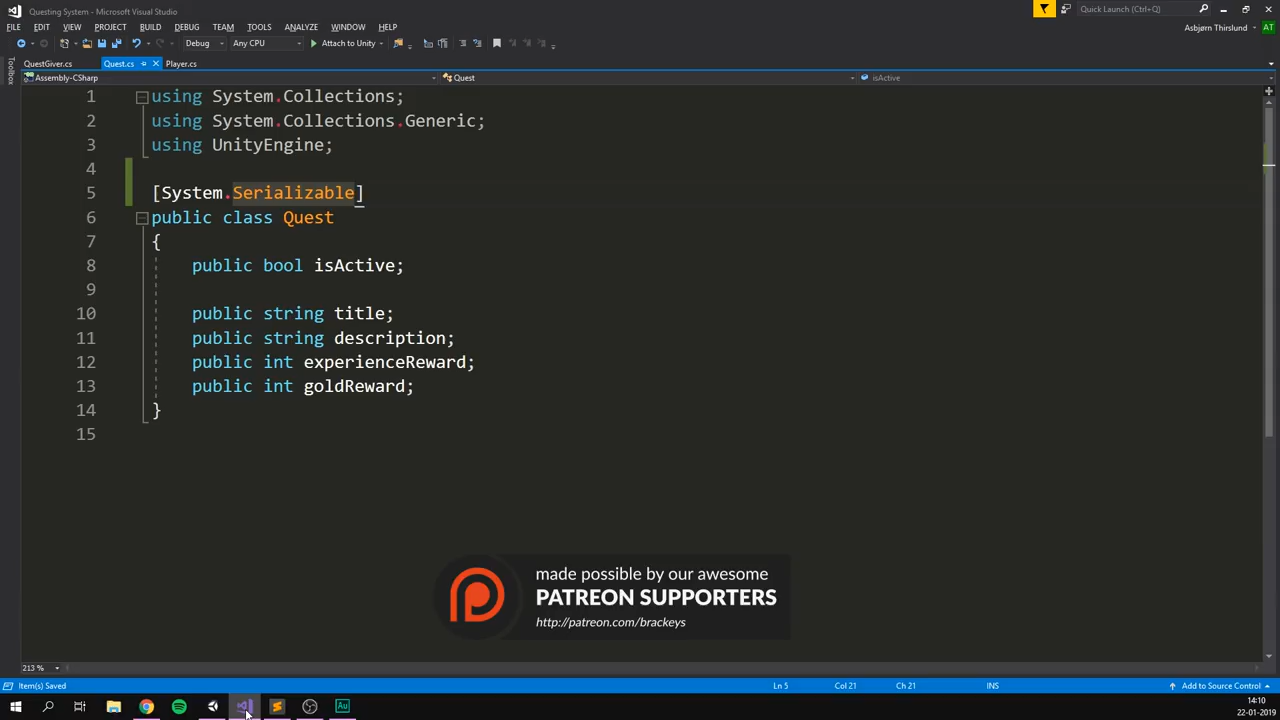 Questing System - Microsoft Visual Studio
Quick Launch (Ctrl+Q)
FILE EDIT VIEW PROJECT BUILD DEBUG TEAM TOOLS ANALYZE WINDOW HELP
Asbjørn Thirslund AT
Debug Any CPU Attach to Unity
Toolbox
QuestGiver.cs Quest.cs Player.cs
Assembly-CSharp Quest isActive
1 using System.Collections;
2 using System.Collections.Generic;
3 using UnityEngine;
4
5 [System.Serializable]
6 public class Quest
7 {
8 public bool isActive;
9
10 public string title;
11 public string description;
12 public int experienceReward;
13 public int goldReward;
14 }
15
made possible by our awesome
PATREON SUPPORTERS
http://patreon.com/brackeys
213 %
Item(s) Saved Ln 5 Col 21 Ch 21 INS Add to Source Control
Au
14:10
22-01-2019